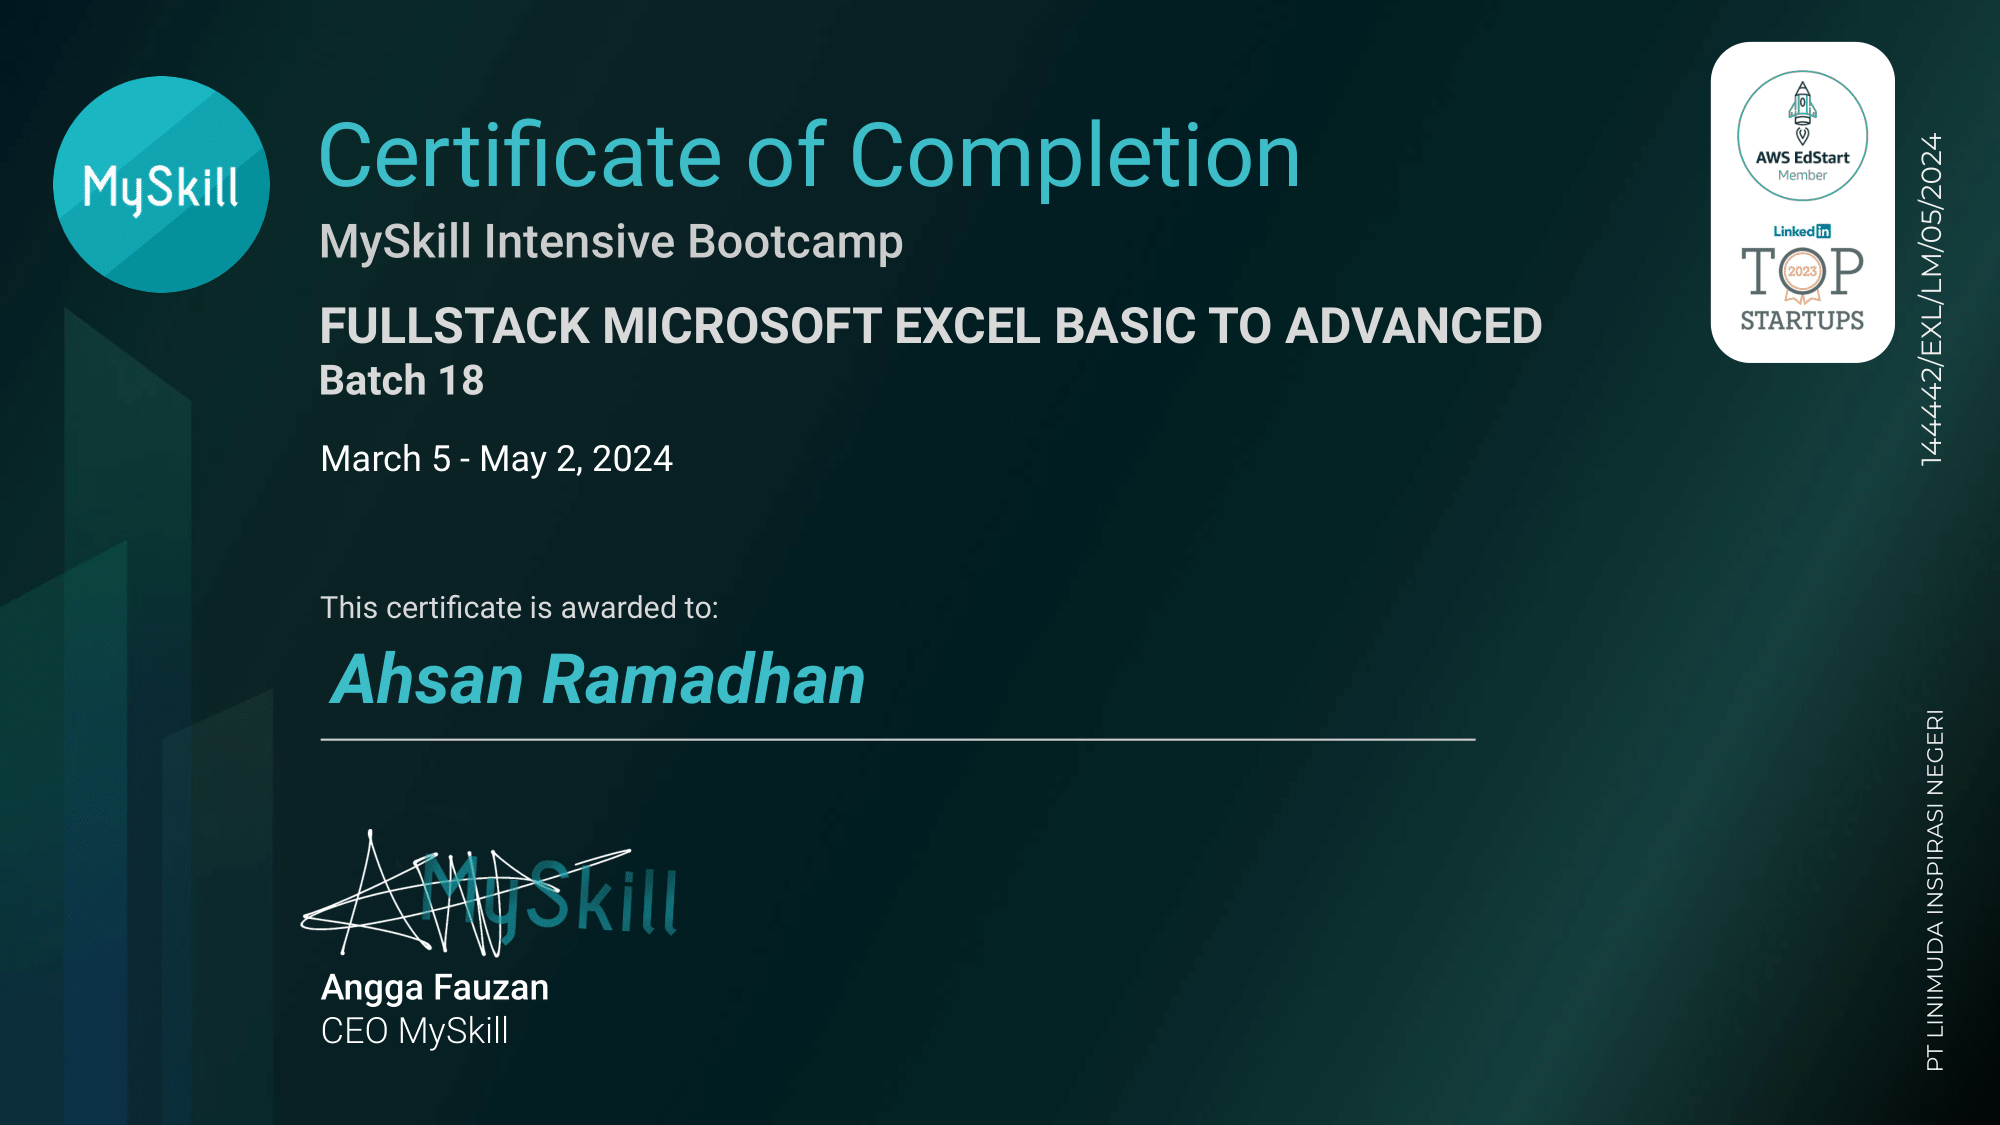 MySkill
Certificate of Completion
MySkill Intensive Bootcamp
FULLSTACK MICROSOFT EXCEL BASIC TO ADVANCED
Batch 18
March 5 - May 2, 2024
This certificate is awarded to:
Ahsan Ramadhan
MySkill
Angga Fauzan
CEO MySkill
AWS EdStart
Member
Linked in
TOP
2023
STARTUPS
144442/EXL/LM/05/2024
PT LINIMUDA INSPIRASI NEGERI